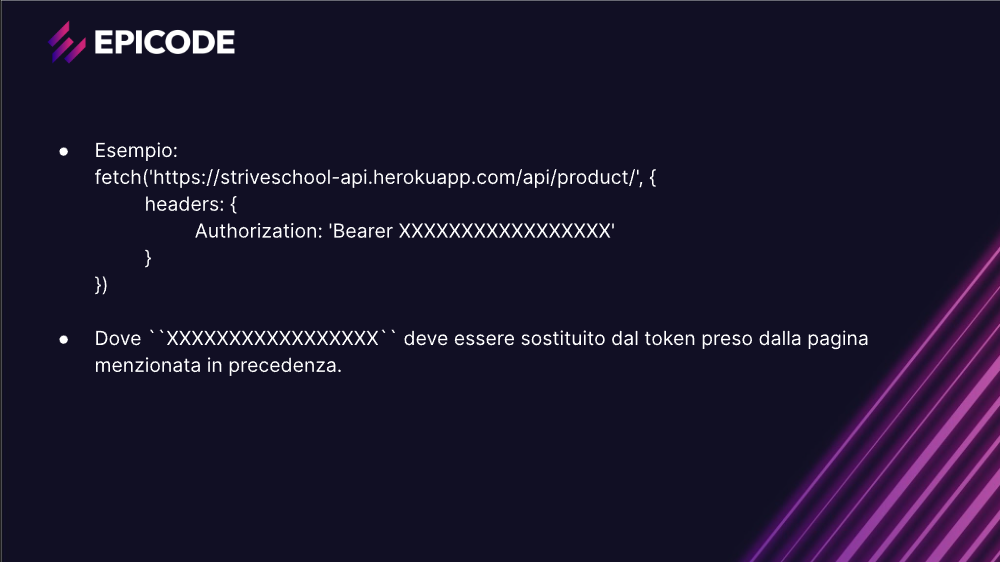 EPICODE
● Esempio:
fetch('https://striveschool-api.herokuapp.com/api/product/', {
headers: {
Authorization: 'Bearer XXXXXXXXXXXXXXXXX'
}
})
● Dove ``XXXXXXXXXXXXXXXXX`` deve essere sostituito dal token preso dalla pagina
menzionata in precedenza.